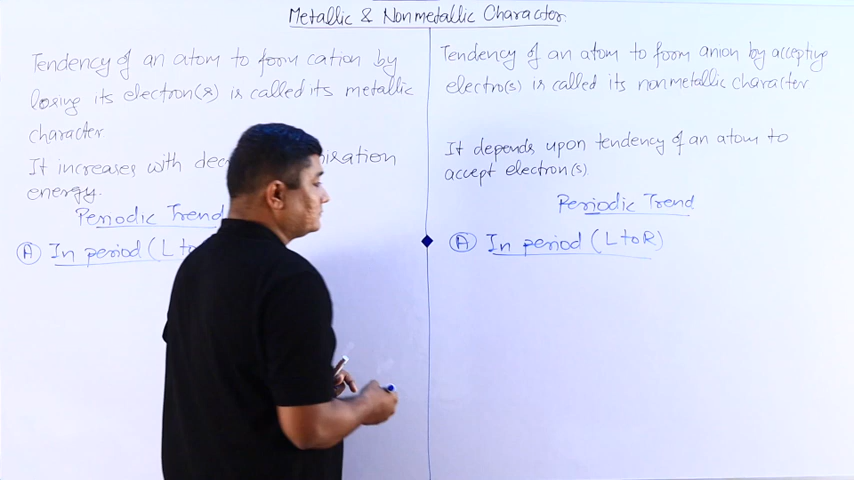 Metallic & Nonmetallic Character
Tendency of an atom to form cation by
losing its electron(s) is called its metallic
character
It increases with
energy.
Periodic Trend
(A) In period (L to
Tendency of an atom to form anion by accepting
electro(s) is called its nonmetallic character
It depends upon tendency of an atom to
accept electron(s)
Periodic Trend
(A) In period (L to R)